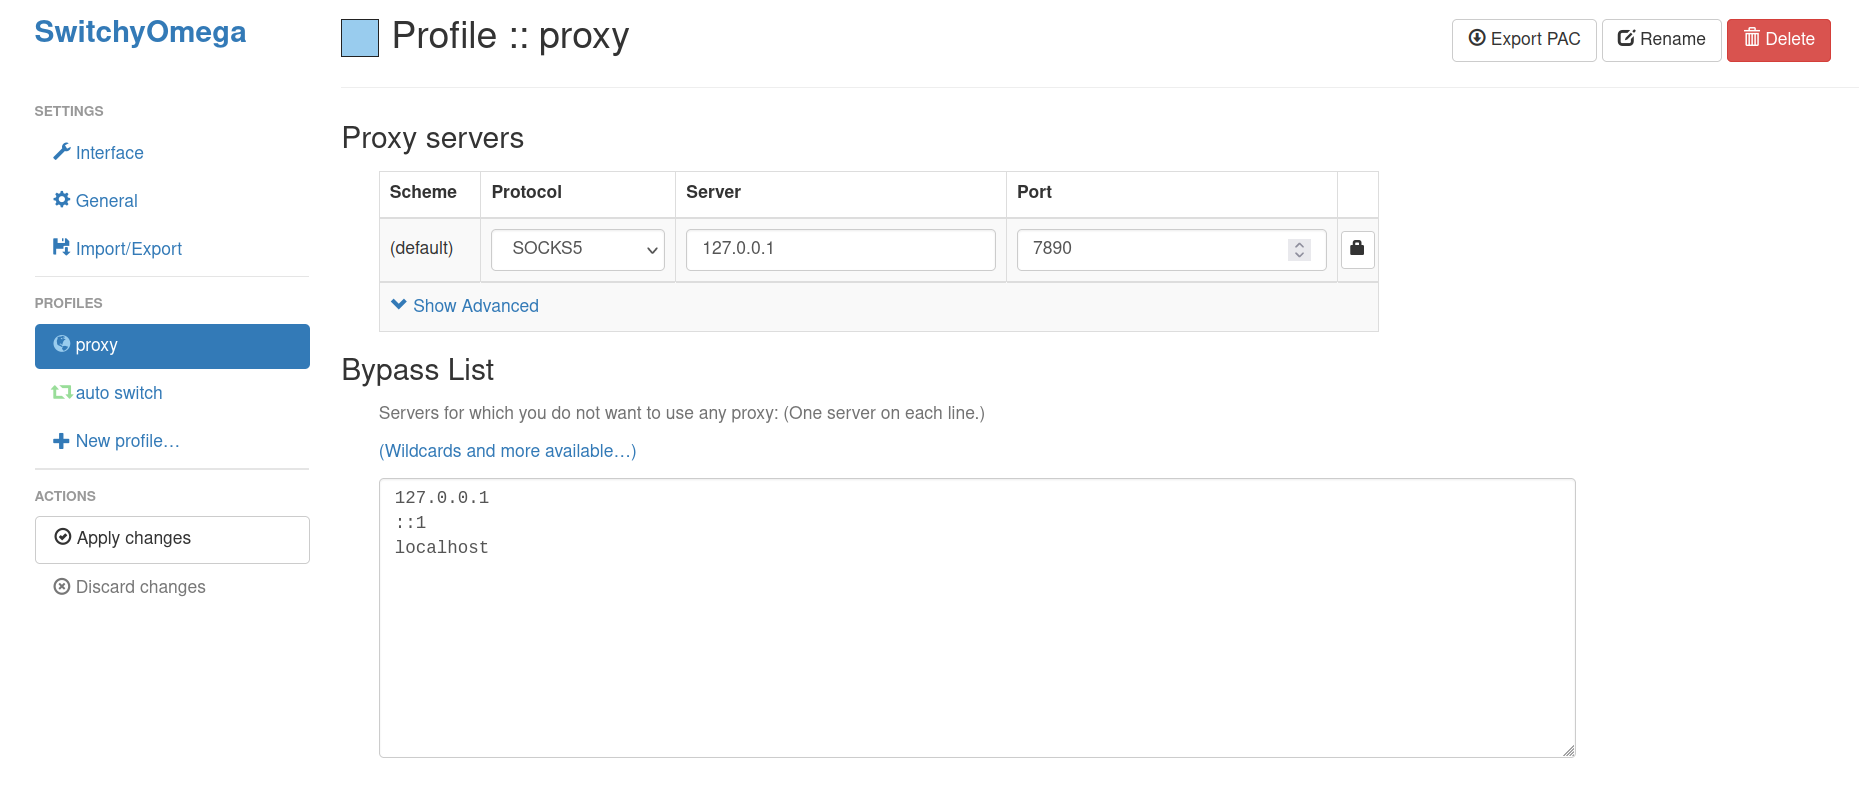 SwitchyOmega
SETTINGS
Interface
General
Import/Export
PROFILES
proxy
auto switch
New profile…
ACTIONS
Apply changes
Discard changes
Profile :: proxy
Export PAC
Rename
Delete
Proxy servers
Scheme Protocol Server Port
(default) SOCKS5 127.0.0.1 7890
Show Advanced
Bypass List
Servers for which you do not want to use any proxy: (One server on each line.)
(Wildcards and more available…)
127.0.0.1
::1
localhost